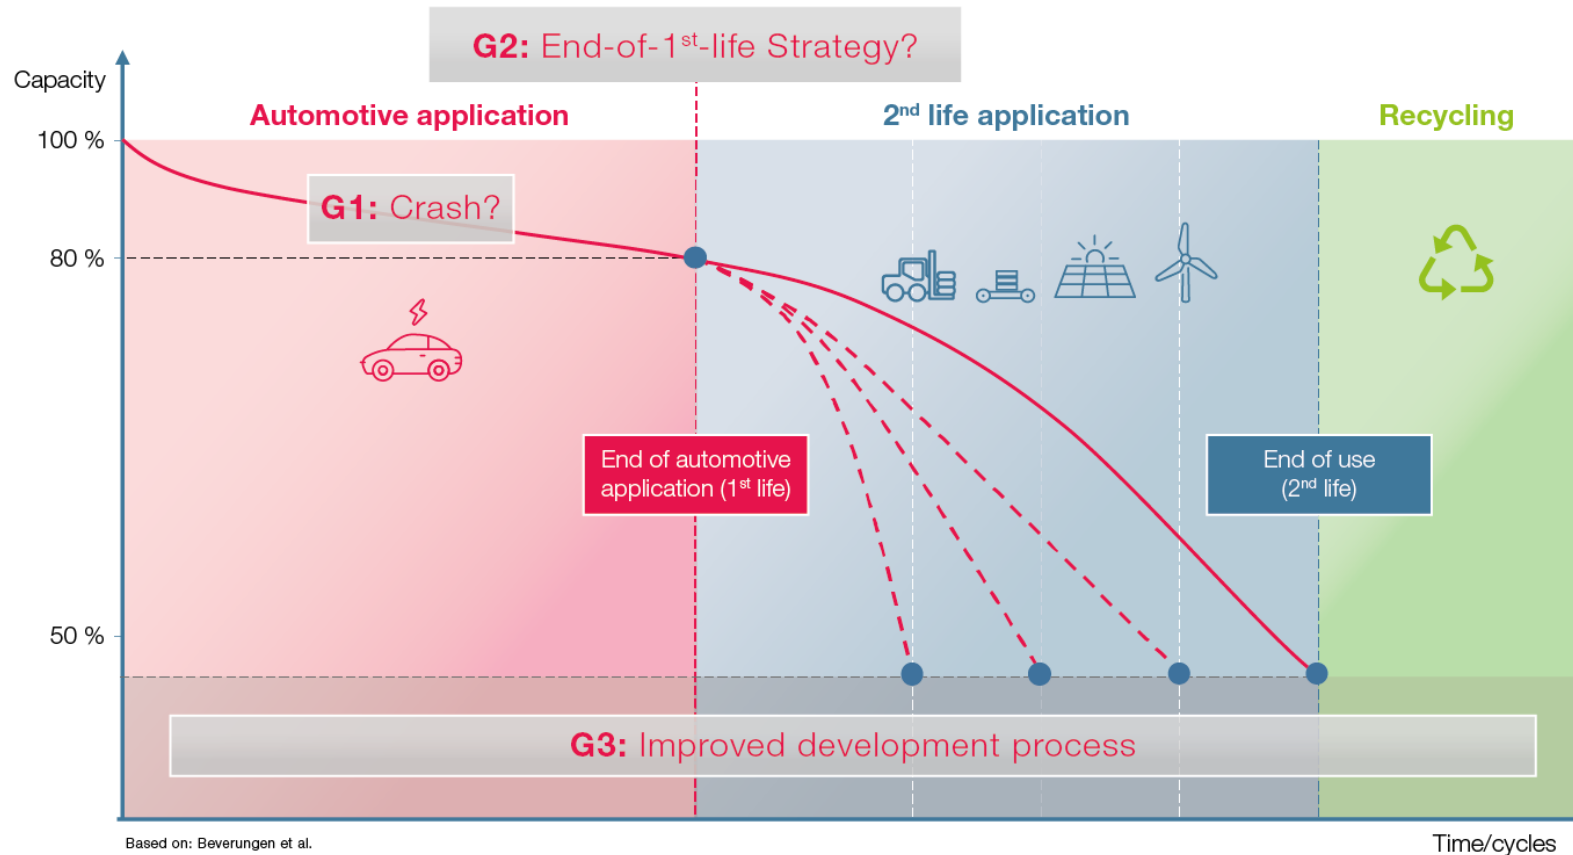 G2: End-of-1st-life Strategy?
Capacity
Automotive application
2nd life application
Recycling
100 %
G1: Crash?
80 %
End of automotive
application (1st life)
End of use
(2nd life)
50 %
G3: Improved development process
Based on: Beverungen et al.
Time/cycles